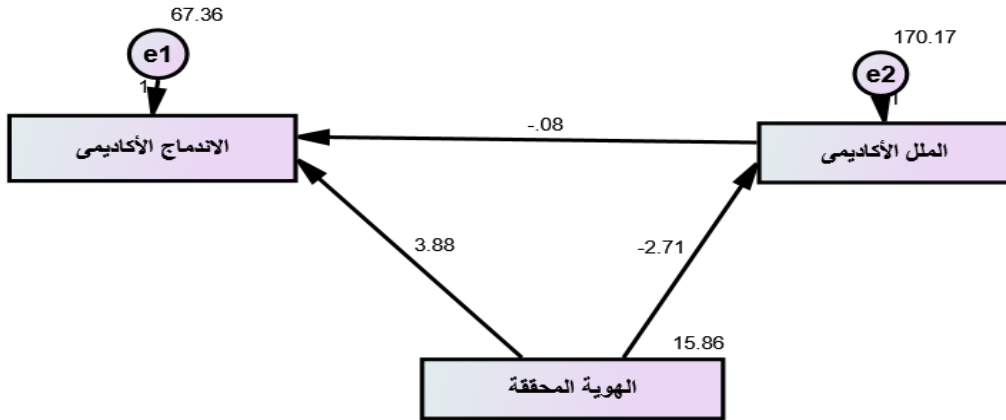 67.36
e1
1
170.17
e2
1
-.08
الاندماج الأكاديمى
الملل الأكاديمى
3.88
-2.71
15.86
الهوية المحققة